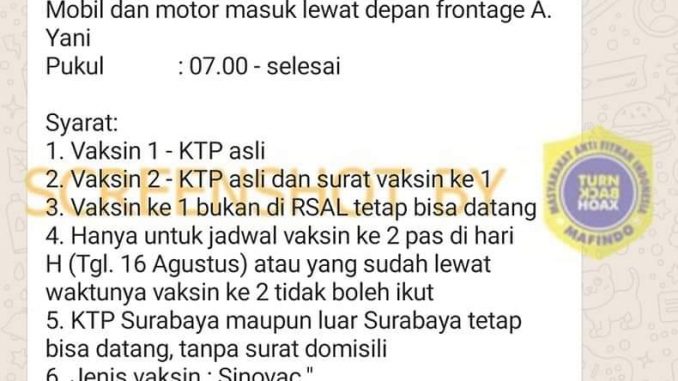 Mobil dan motor masuk lewat depan frontage A.
Yani
Pukul : 07.00 - selesai
Syarat:
1. Vaksin 1 - KTP asli
2. Vaksin 2 - KTP asli dan surat vaksin ke 1
3. Vaksin ke 1 bukan di RSAL tetap bisa datang
4. Hanya untuk jadwal vaksin ke 2 pas di hari
H (Tgl. 16 Agustus) atau yang sudah lewat
waktunya vaksin ke 2 tidak boleh ikut
5. KTP Surabaya maupun luar Surabaya tetap
bisa datang, tanpa surat domisili
6. Jenis vaksin : Sinovac "
SCREENSHOT BY
MASYARAKAT ANTI FITNAH INDONESIA
TURN
BACK
HOAX
MAFINDO